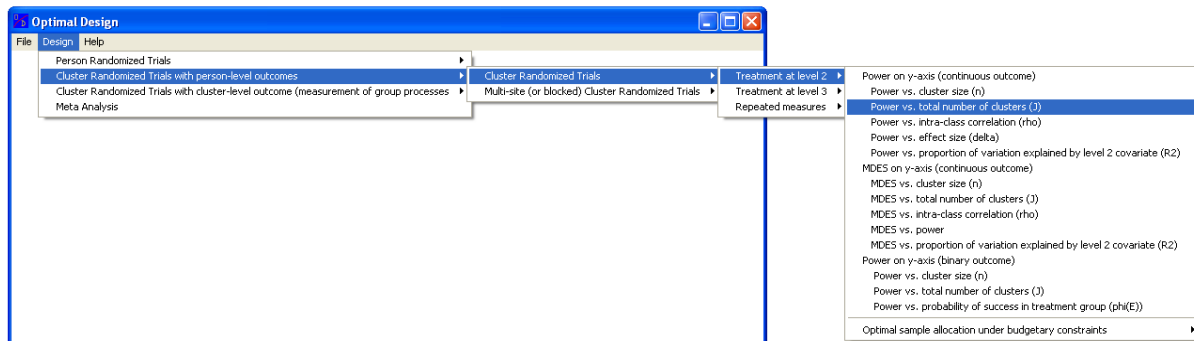 Optimal Design
File Design Help
Person Randomized Trials
Cluster Randomized Trials with person-level outcomes
Cluster Randomized Trials with cluster-level outcome (measurement of group processes
Meta Analysis
Cluster Randomized Trials
Multi-site (or blocked) Cluster Randomized Trials
Treatment at level 2
Treatment at level 3
Repeated measures
Power on y-axis (continuous outcome)
Power vs. cluster size (n)
Power vs. total number of clusters (J)
Power vs. intra-class correlation (rho)
Power vs. effect size (delta)
Power vs. proportion of variation explained by level 2 covariate (R2)
MDES on y-axis (continuous outcome)
MDES vs. cluster size (n)
MDES vs. total number of clusters (J)
MDES vs. intra-class correlation (rho)
MDES vs. power
MDES vs. proportion of variation explained by level 2 covariate (R2)
Power on y-axis (binary outcome)
Power vs. cluster size (n)
Power vs. total number of clusters (J)
Power vs. probability of success in treatment group (phi(E))
Optimal sample allocation under budgetary constraints